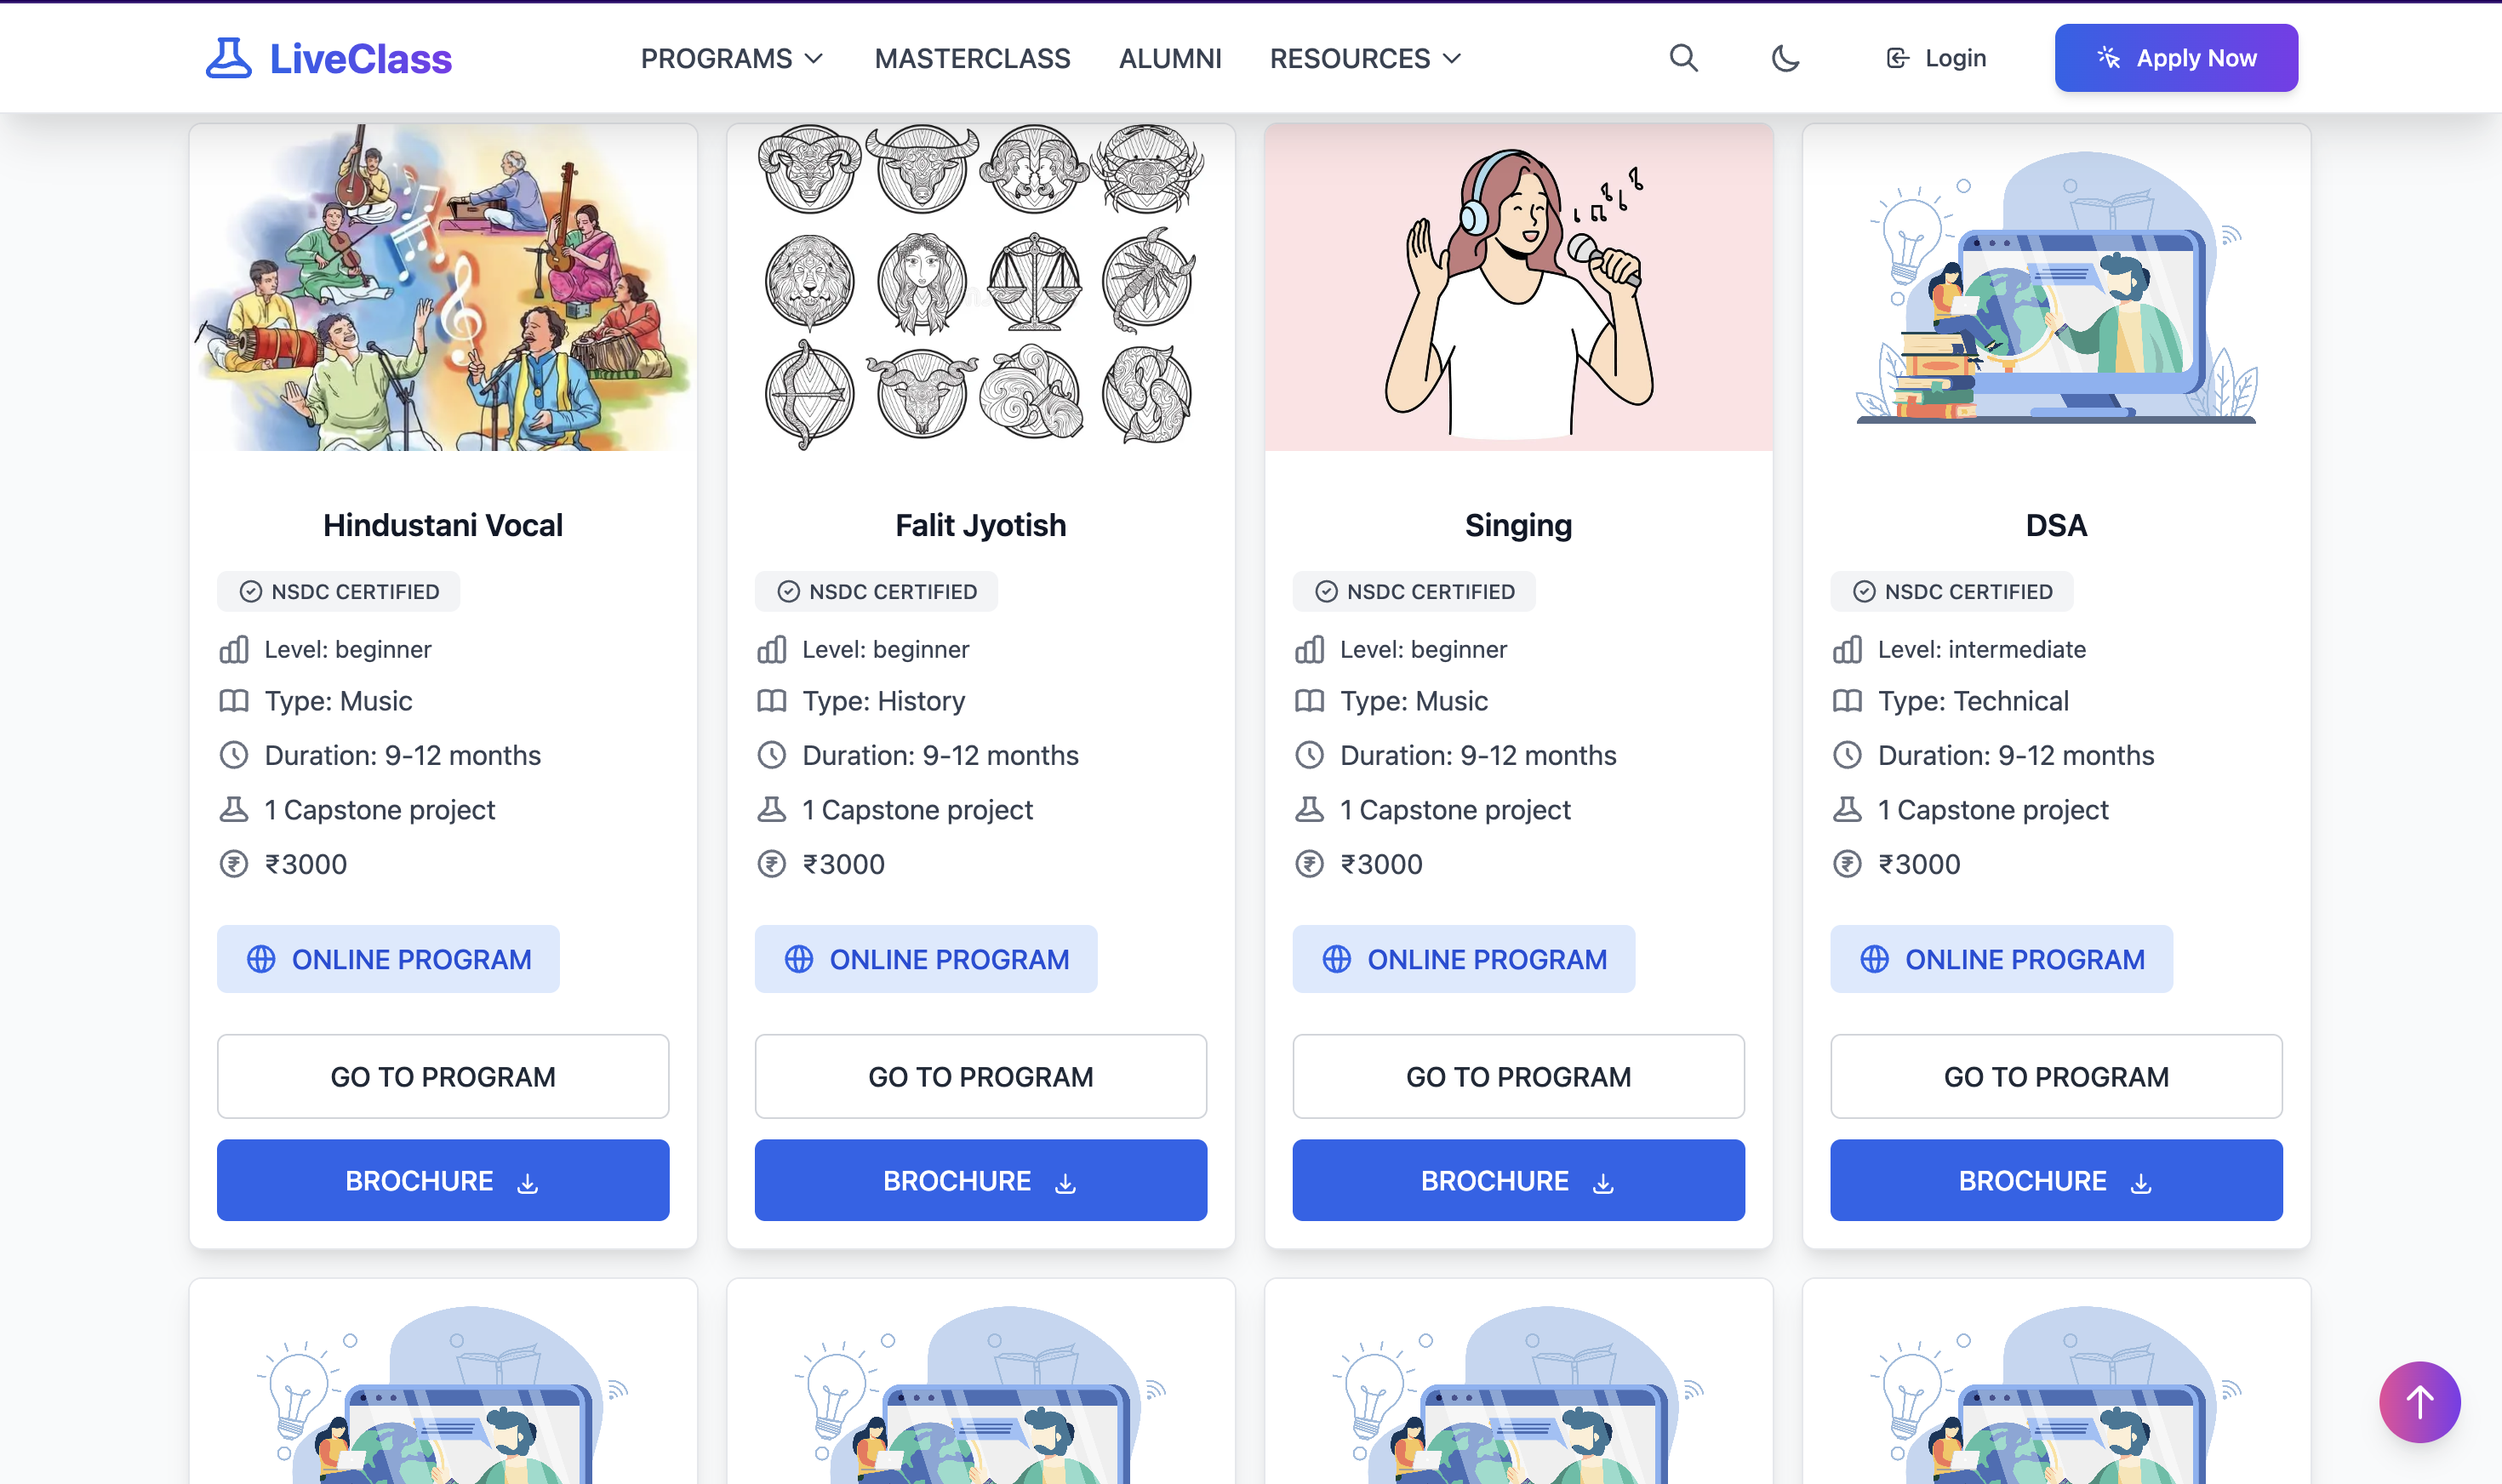 LiveClass
PROGRAMS
MASTERCLASS
ALUMNI
RESOURCES
Login
Apply Now
Hindustani Vocal
NSDC CERTIFIED
Level: beginner
Type: Music
Duration: 9-12 months
1 Capstone project
₹3000
ONLINE PROGRAM
GO TO PROGRAM
BROCHURE
Falit Jyotish
NSDC CERTIFIED
Level: beginner
Type: History
Duration: 9-12 months
1 Capstone project
₹3000
ONLINE PROGRAM
GO TO PROGRAM
BROCHURE
Singing
NSDC CERTIFIED
Level: beginner
Type: Music
Duration: 9-12 months
1 Capstone project
₹3000
ONLINE PROGRAM
GO TO PROGRAM
BROCHURE
DSA
NSDC CERTIFIED
Level: intermediate
Type: Technical
Duration: 9-12 months
1 Capstone project
₹3000
ONLINE PROGRAM
GO TO PROGRAM
BROCHURE